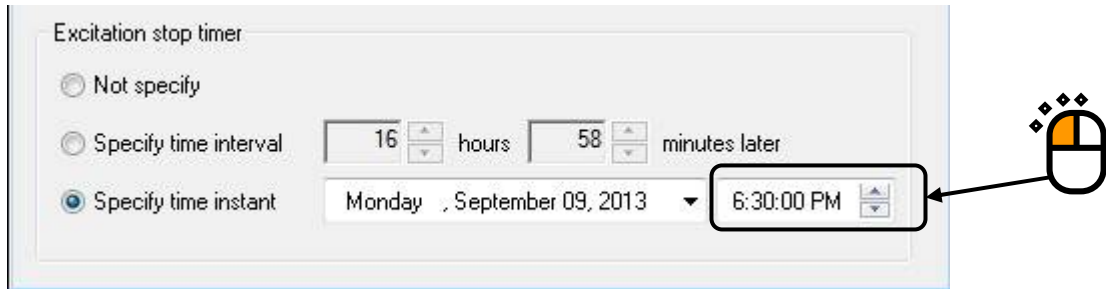 Excitation stop timer
Not specify
Specify time interval 16 hours 58 minutes later
Specify time instant Monday , September 09, 2013 6:30:00 PM